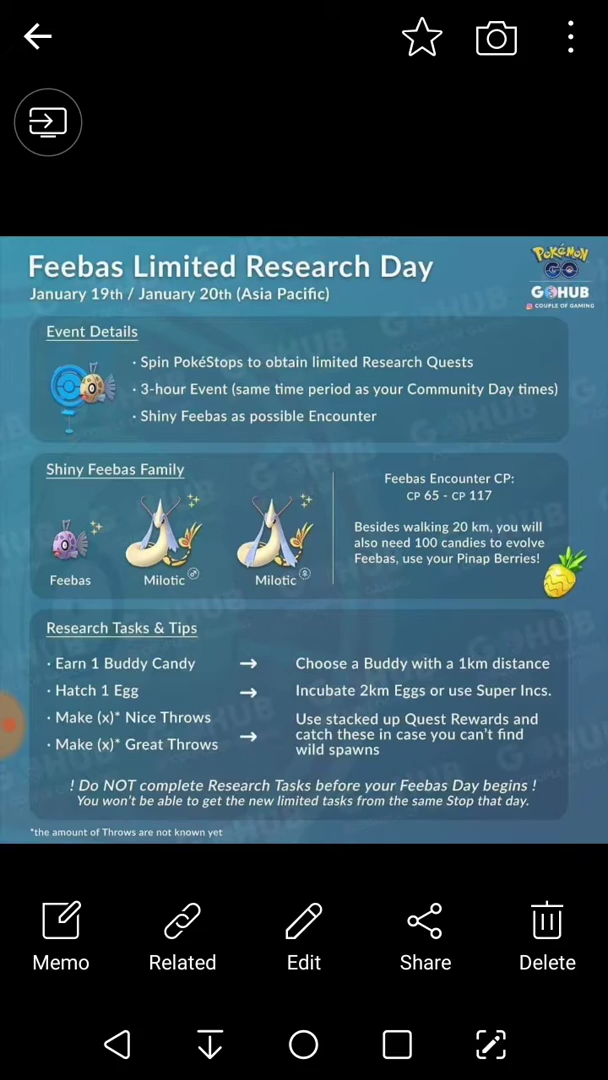 Feebas Limited Research Day
January 19th / January 20th (Asia Pacific)
POKéMON
GO
GOHUB
COUPLE OF GAMING
Event Details
· Spin PokéStops to obtain limited Research Quests
· 3-hour Event (same time period as your Community Day times)
· Shiny Feebas as possible Encounter
Shiny Feebas Family
Feebas
Milotic ♂
Milotic ♀
Feebas Encounter CP:
CP 65 - CP 117
Besides walking 20 km, you will
also need 100 candies to evolve
Feebas, use your Pinap Berries!
Research Tasks & Tips
· Earn 1 Buddy Candy → Choose a Buddy with a 1km distance
· Hatch 1 Egg → Incubate 2km Eggs or use Super Incs.
· Make (x)* Nice Throws
· Make (x)* Great Throws
→ Use stacked up Quest Rewards and
catch these in case you can't find
wild spawns
! Do NOT complete Research Tasks before your Feebas Day begins !
You won't be able to get the new limited tasks from the same Stop that day.
*the amount of Throws are not known yet
Memo
Related
Edit
Share
Delete